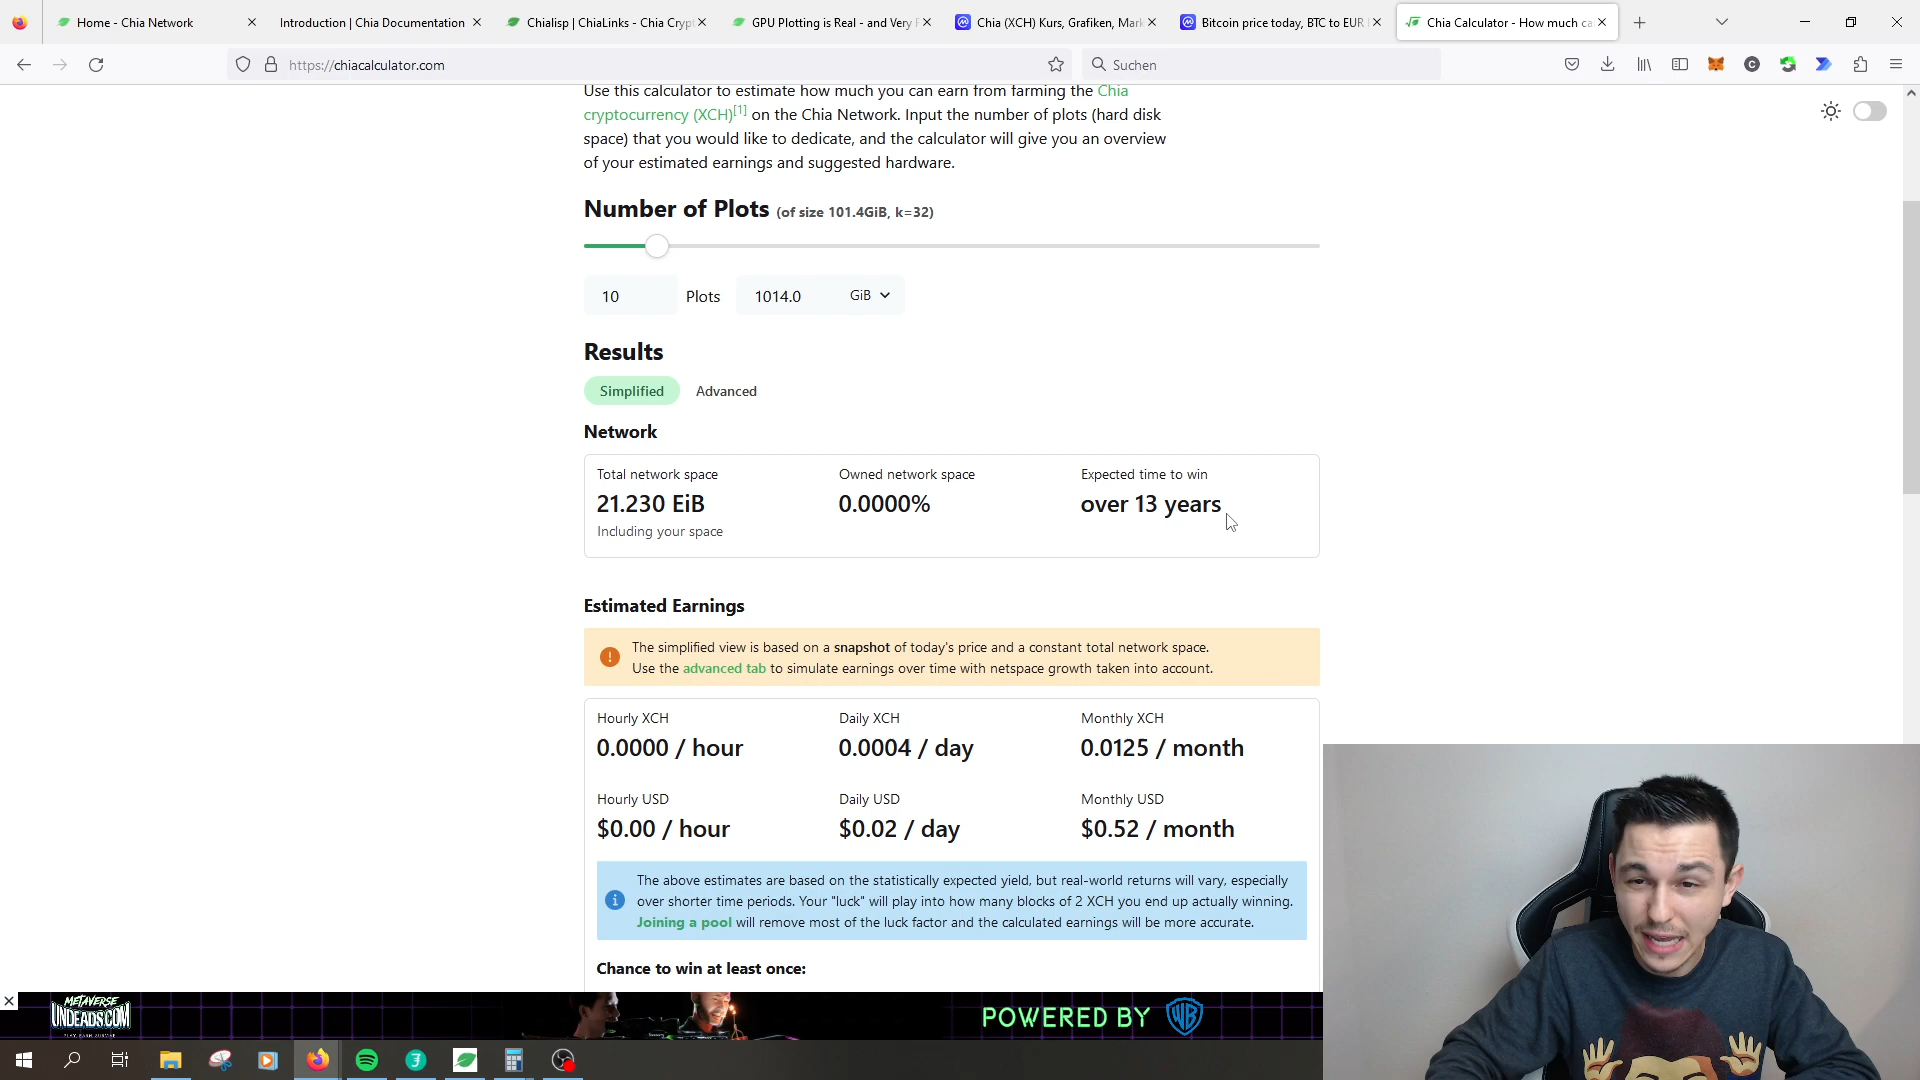 Home - Chia Network
Introduction | Chia Documentation
Chialisp | ChiaLinks - Chia Crypt
GPU Plotting is Real - and Very F
Chia (XCH) Kurs, Grafiken, Mark
Bitcoin price today, BTC to EUR
Chia Calculator - How much ca
https://chiacalculator.com
Suchen
Use this calculator to estimate how much you can earn from farming the Chia
cryptocurrency (XCH)[1] on the Chia Network. Input the number of plots (hard disk
space) that you would like to dedicate, and the calculator will give you an overview
of your estimated earnings and suggested hardware.
Number of Plots (of size 101.4GiB, k=32)
10 Plots 1014.0 GiB
Results
Simplified Advanced
Network
Total network space Owned network space Expected time to win
21.230 EiB 0.0000% over 13 years
Including your space
Estimated Earnings
The simplified view is based on a snapshot of today's price and a constant total network space.
Use the advanced tab to simulate earnings over time with netspace growth taken into account.
Hourly XCH Daily XCH Monthly XCH
0.0000 / hour 0.0004 / day 0.0125 / month
Hourly USD Daily USD Monthly USD
$0.00 / hour $0.02 / day $0.52 / month
The above estimates are based on the statistically expected yield, but real-world returns will vary, especially
over shorter time periods. Your "luck" will play into how many blocks of 2 XCH you end up actually winning.
Joining a pool will remove most of the luck factor and the calculated earnings will be more accurate.
Chance to win at least once:
METAVERSE
UNDEADS.COM
POWERED BY WB